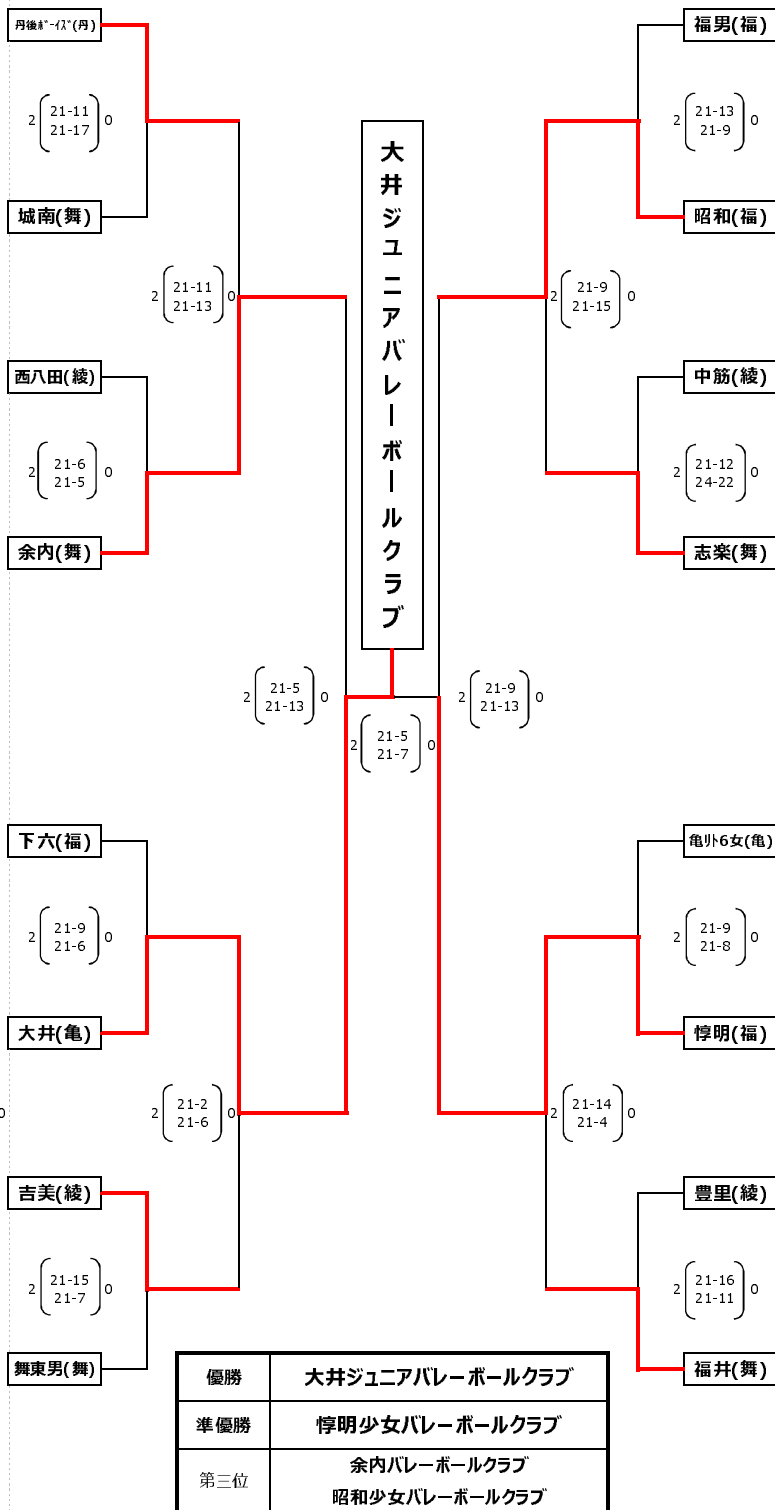 丹後ﾎﾞｰｲｽﾞ(丹)
2 21-11 0
21-17
城南(舞)
2 21-11 0
21-13
西八田(綾)
2 21-6 0
21-5
余内(舞)
福男(福)
2 21-13 0
21-9
昭和(福)
2 21-9 0
21-15
中筋(綾)
2 21-12 0
24-22
志楽(舞)
大井ジュニアバレーボールクラブ
2 21-5 0
21-13
2 21-5 0
21-7
2 21-9 0
21-13
下六(福)
2 21-9 0
21-6
大井(亀)
2 21-2 0
21-6
0
吉美(綾)
2 21-15 0
21-7
舞東男(舞)
亀ﾘﾄ6女(亀)
2 21-9 0
21-8
惇明(福)
2 21-14 0
21-4
豊里(綾)
2 21-16 0
21-11
福井(舞)
優勝 大井ジュニアバレーボールクラブ
準優勝 惇明少女バレーボールクラブ
第三位 余内バレーボールクラブ
昭和少女バレーボールクラブ